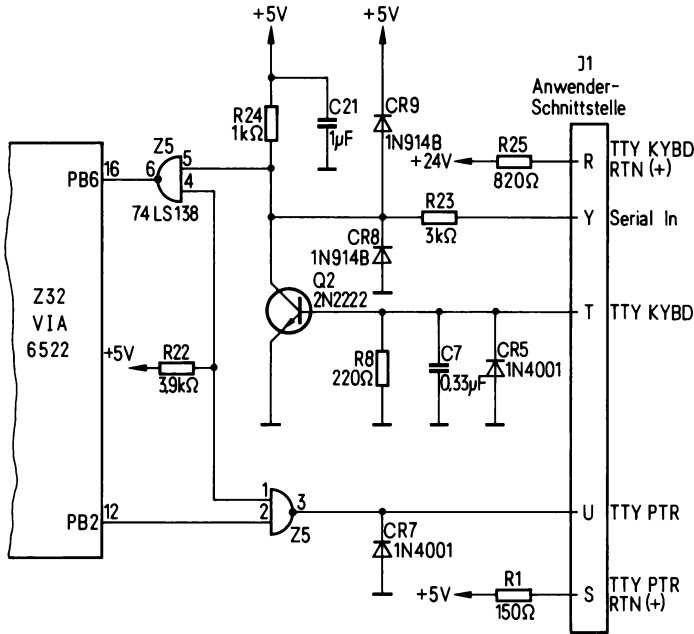 +5V
+5V
J1
Anwender-
Schnittstelle
R24
1kΩ
C21
1µF
CR9
1N914B
R25
820Ω
+24V
R
TTY KYBD
RTN (+)
Z5
16
6
5
4
PB6
74LS138
R23
3kΩ
Y
Serial In
CR8
1N914B
Q2
2N2222
T
TTY KYBD
Z32
VIA
6522
+5V
R22
3,9kΩ
R8
220Ω
C7
0,33µF
CR5
1N4001
1
2
3
Z5
PB2
12
U
TTY PTR
CR7
1N4001
+5V
R1
150Ω
S
TTY PTR
RTN (+)